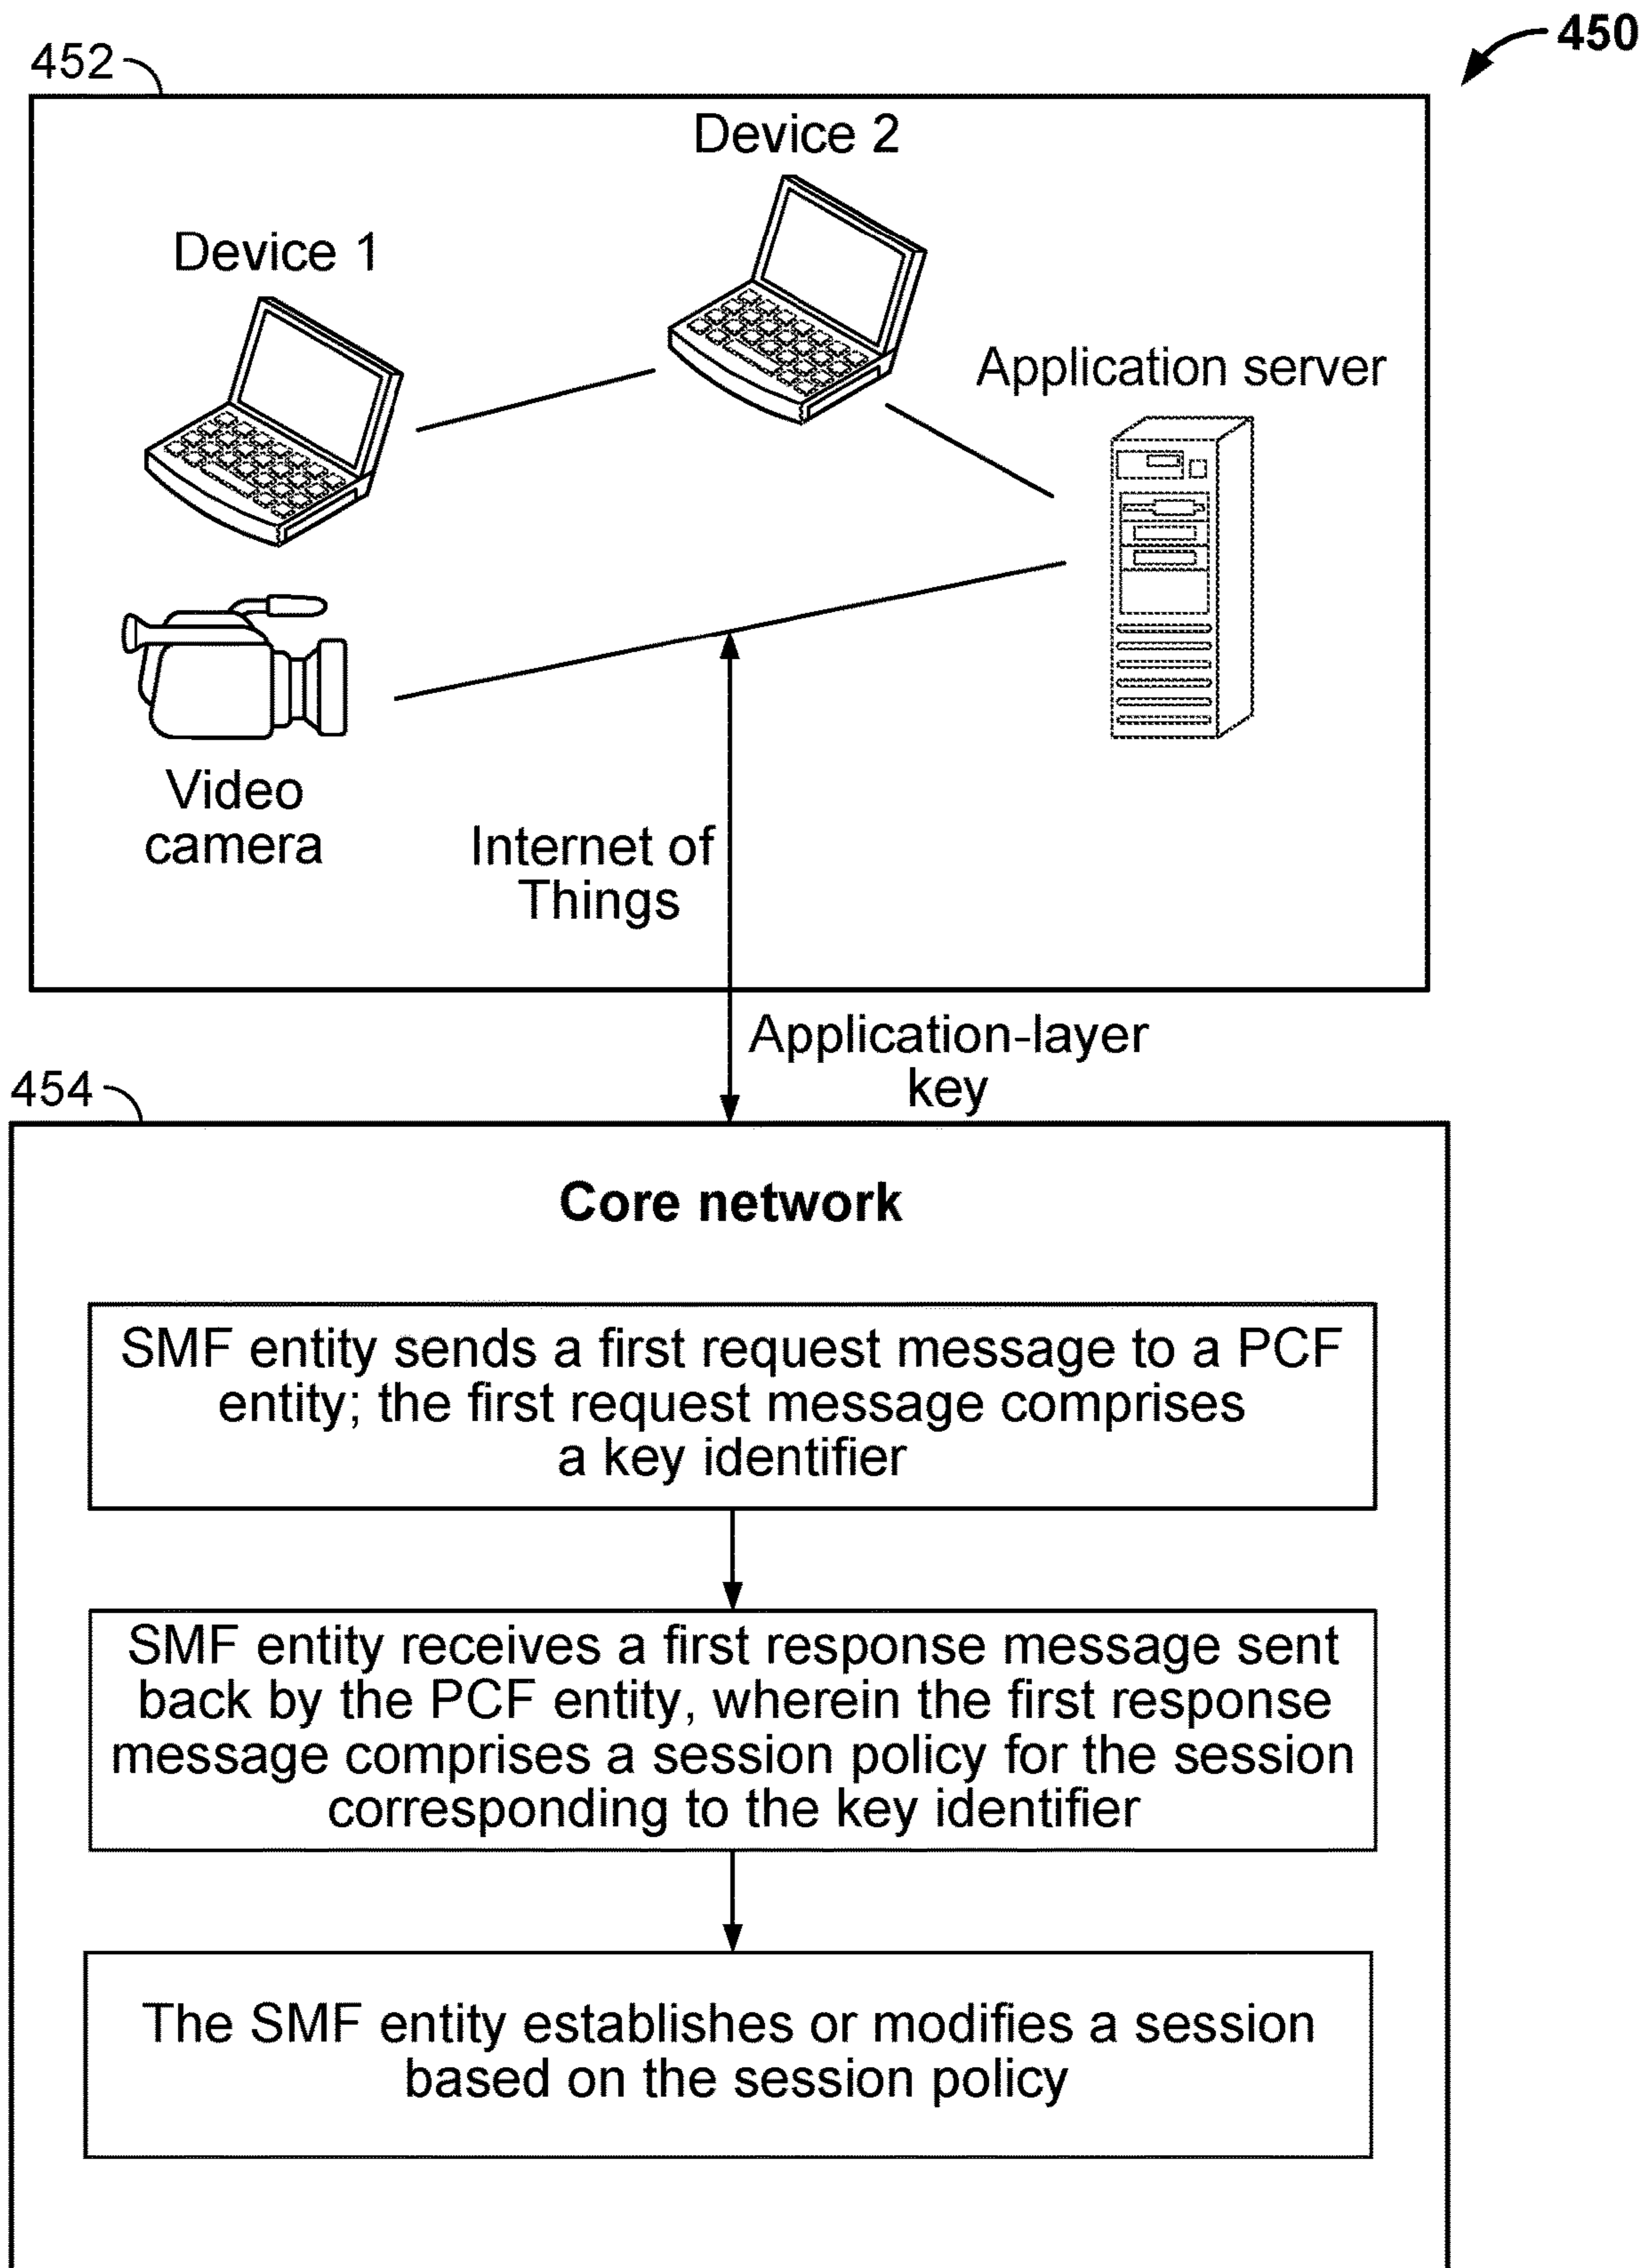 450
452
Device 2
Device 1
Application server
Video
camera
Internet of
Things
Application-layer
key
454
Core network
SMF entity sends a first request message to a PCF
entity; the first request message comprises
a key identifier
SMF entity receives a first response message sent
back by the PCF entity, wherein the first response
message comprises a session policy for the session
corresponding to the key identifier
The SMF entity establishes or modifies a session
based on the session policy